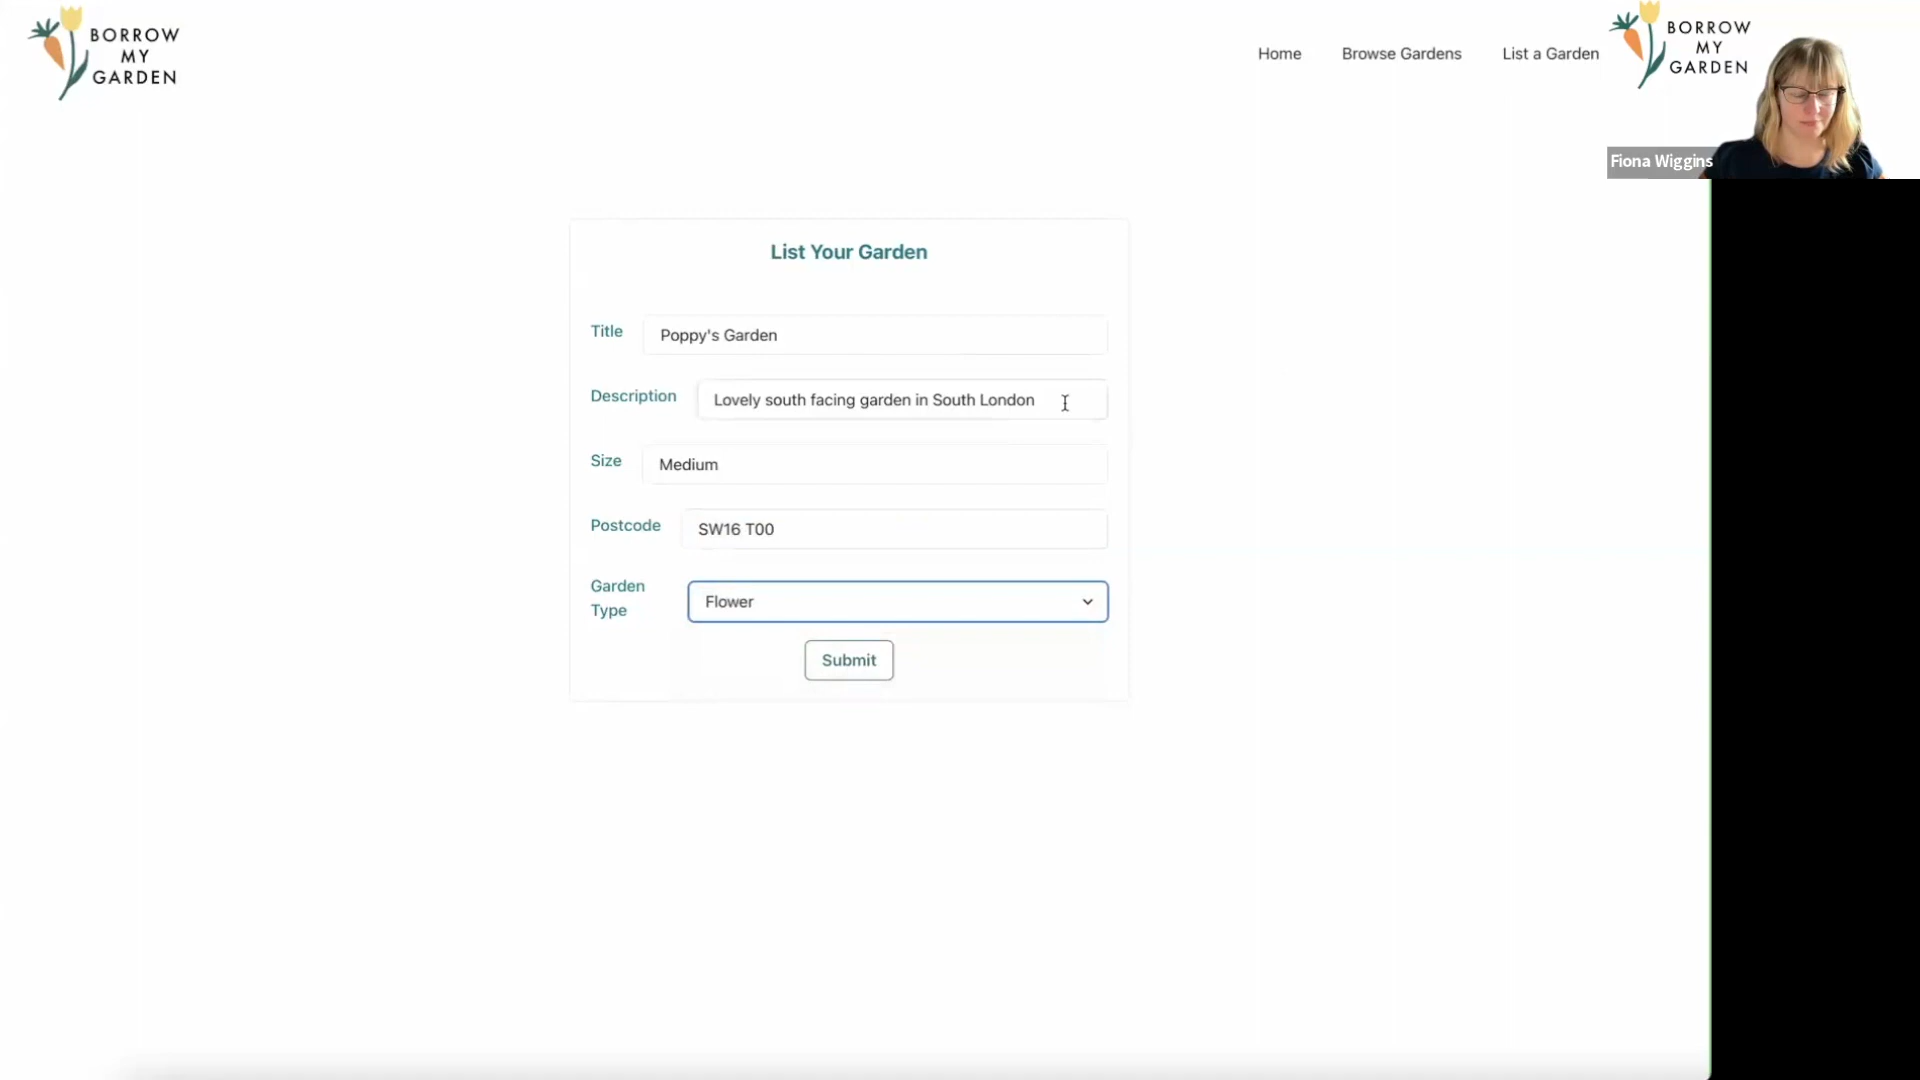 BORROW
MY
GARDEN
Home
Browse Gardens
List a Garden
BORROW
MY
GARDEN
Fiona Wiggins
List Your Garden
Title
Poppy's Garden
Description
Lovely south facing garden in South London
Size
Medium
Postcode
SW16 T00
Garden
Type
Flower
Submit